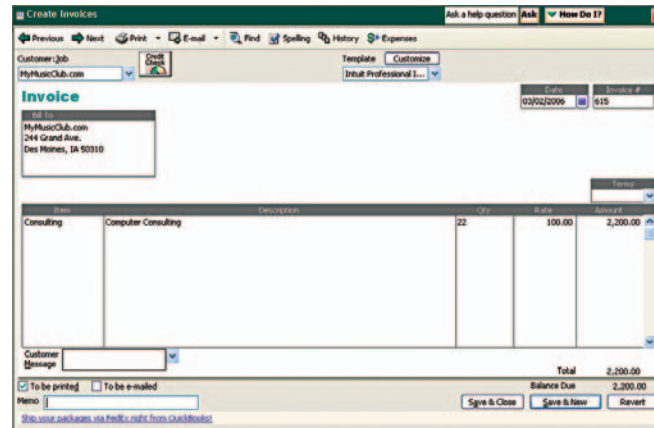 Create Invoices Ask a help question Ask How Do I?
Previous Next Print E-mail Find Spelling History Expenses
Customer:Job Credit Check Template Customize
MyMusicClub.com Intuit Professional I...
Invoice Date Invoice #
03/02/2006 615
Bill To
MyMusicClub.com
244 Grand Ave.
Des Moines, IA 50310
Terms
Item Description Qty Rate Amount
Consulting Computer Consulting 22 100.00 2,200.00
Customer
Message
Total 2,200.00
To be printed To be e-mailed Balance Due 2,200.00
Memo Save & Close Save & New Revert
Ship your packages via FedEx right from QuickBooks!